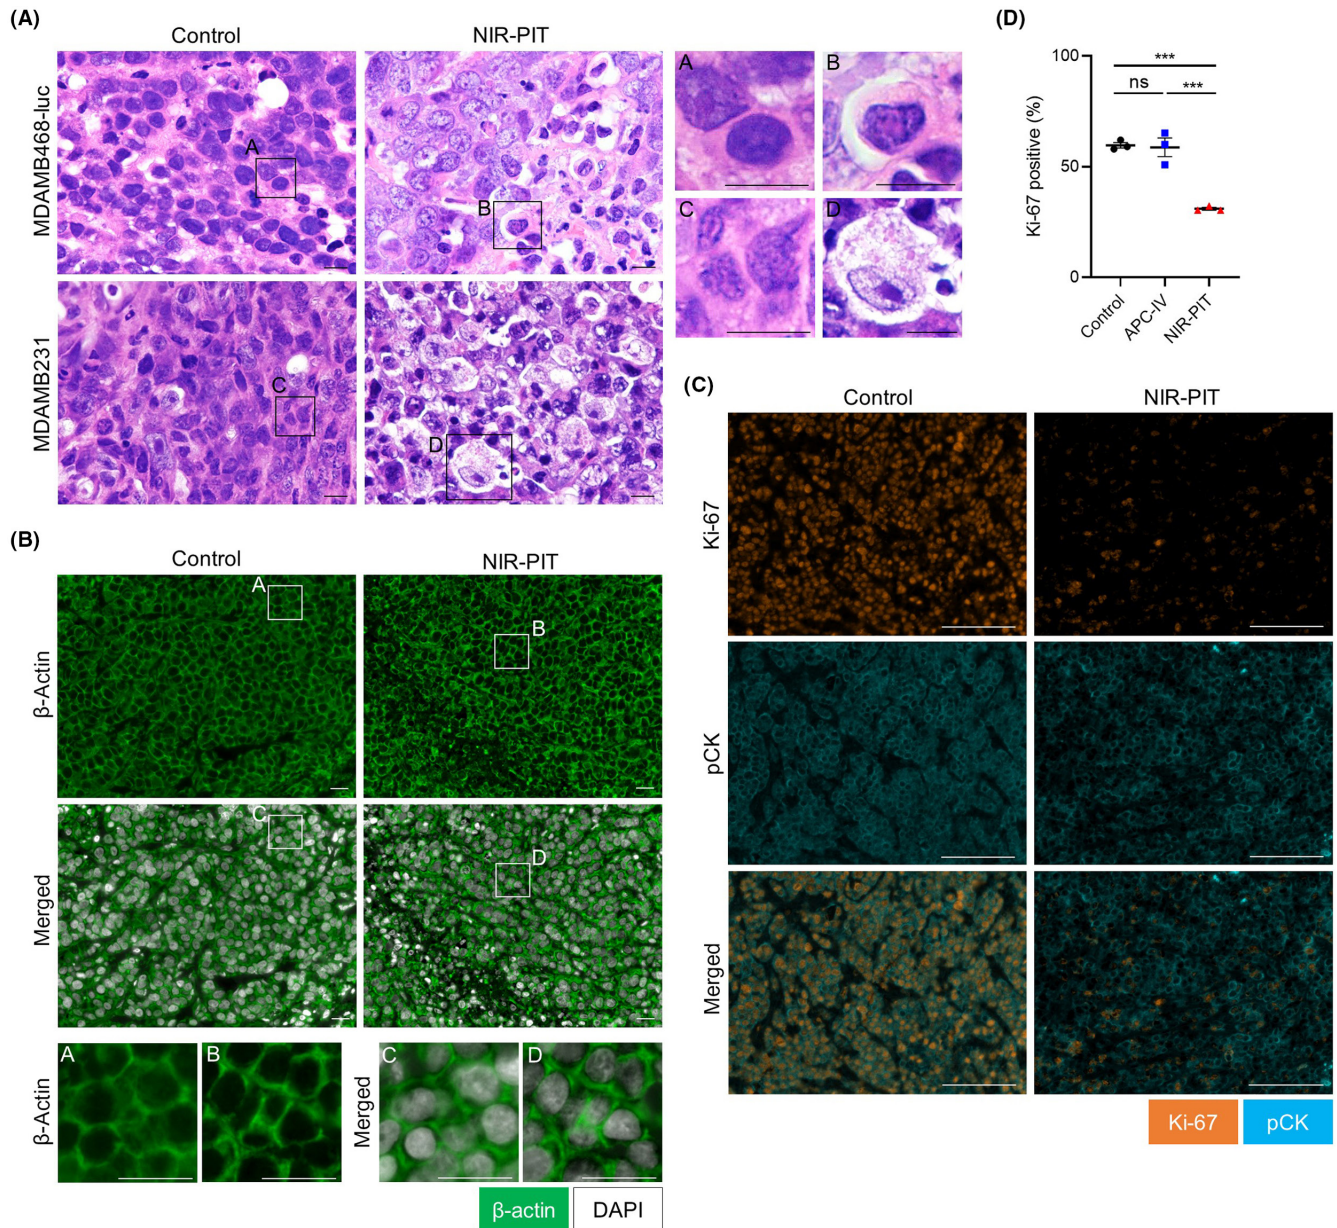 (A)
Control
NIR-PIT
MDAMB468-luc
A
B
MDAMB231
C
D
A
B
C
D
(D)
Ki-67 positive (%)
100
50
0
***
ns
***
Control
APC-IV
NIR-PIT
(B)
Control
NIR-PIT
β-Actin
A
B
Merged
C
D
β-Actin
A
B
Merged
C
D
β-actin
DAPI
(C)
Control
NIR-PIT
Ki-67
pCK
Merged
Ki-67
pCK